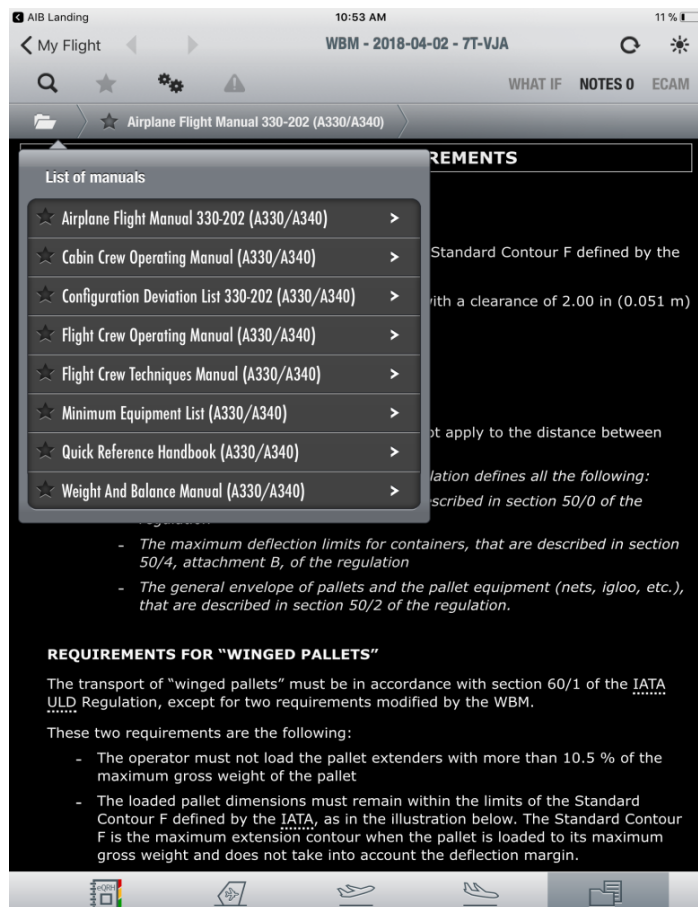 AIB Landing
10:53 AM
11 %
My Flight
WBM - 2018-04-02 - 7T-VJA
WHAT IF NOTES 0 ECAM
Airplane Flight Manual 330-202 (A330/A340)
REMENTS
List of manuals
Airplane Flight Manual 330-202 (A330/A340)
Cabin Crew Operating Manual (A330/A340)
Configuration Deviation List 330-202 (A330/A340)
Flight Crew Operating Manual (A330/A340)
Flight Crew Techniques Manual (A330/A340)
Minimum Equipment List (A330/A340)
Quick Reference Handbook (A330/A340)
Weight And Balance Manual (A330/A340)
Standard Contour F defined by the
ith a clearance of 2.00 in (0.051 m)
ot apply to the distance between
lation defines all the following:
scribed in section 50/0 of the
regulation
- The maximum deflection limits for containers, that are described in section
50/4, attachment B, of the regulation
- The general envelope of pallets and the pallet equipment (nets, igloo, etc.),
that are described in section 50/2 of the regulation.
REQUIREMENTS FOR “WINGED PALLETS”
The transport of “winged pallets” must be in accordance with section 60/1 of the IATA
ULD Regulation, except for two requirements modified by the WBM.
These two requirements are the following:
- The operator must not load the pallet extenders with more than 10.5 % of the
maximum gross weight of the pallet
- The loaded pallet dimensions must remain within the limits of the Standard
Contour F defined by the IATA, as in the illustration below. The Standard Contour
F is the maximum extension contour when the pallet is loaded to its maximum
gross weight and does not take into account the deflection margin.
eQRH